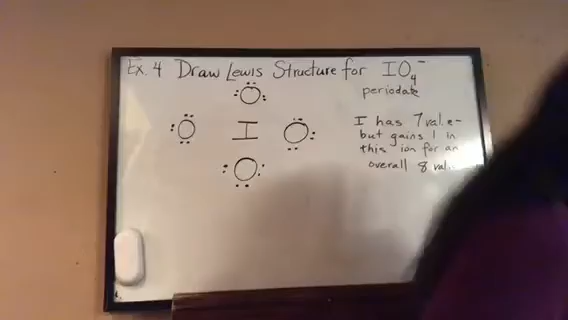 Ex. 4 Draw Lewis Structure for IO₄⁻
periodate
O
O I O
O
I has 7 val. e-
but gains 1 in
this ion for an
overall 8